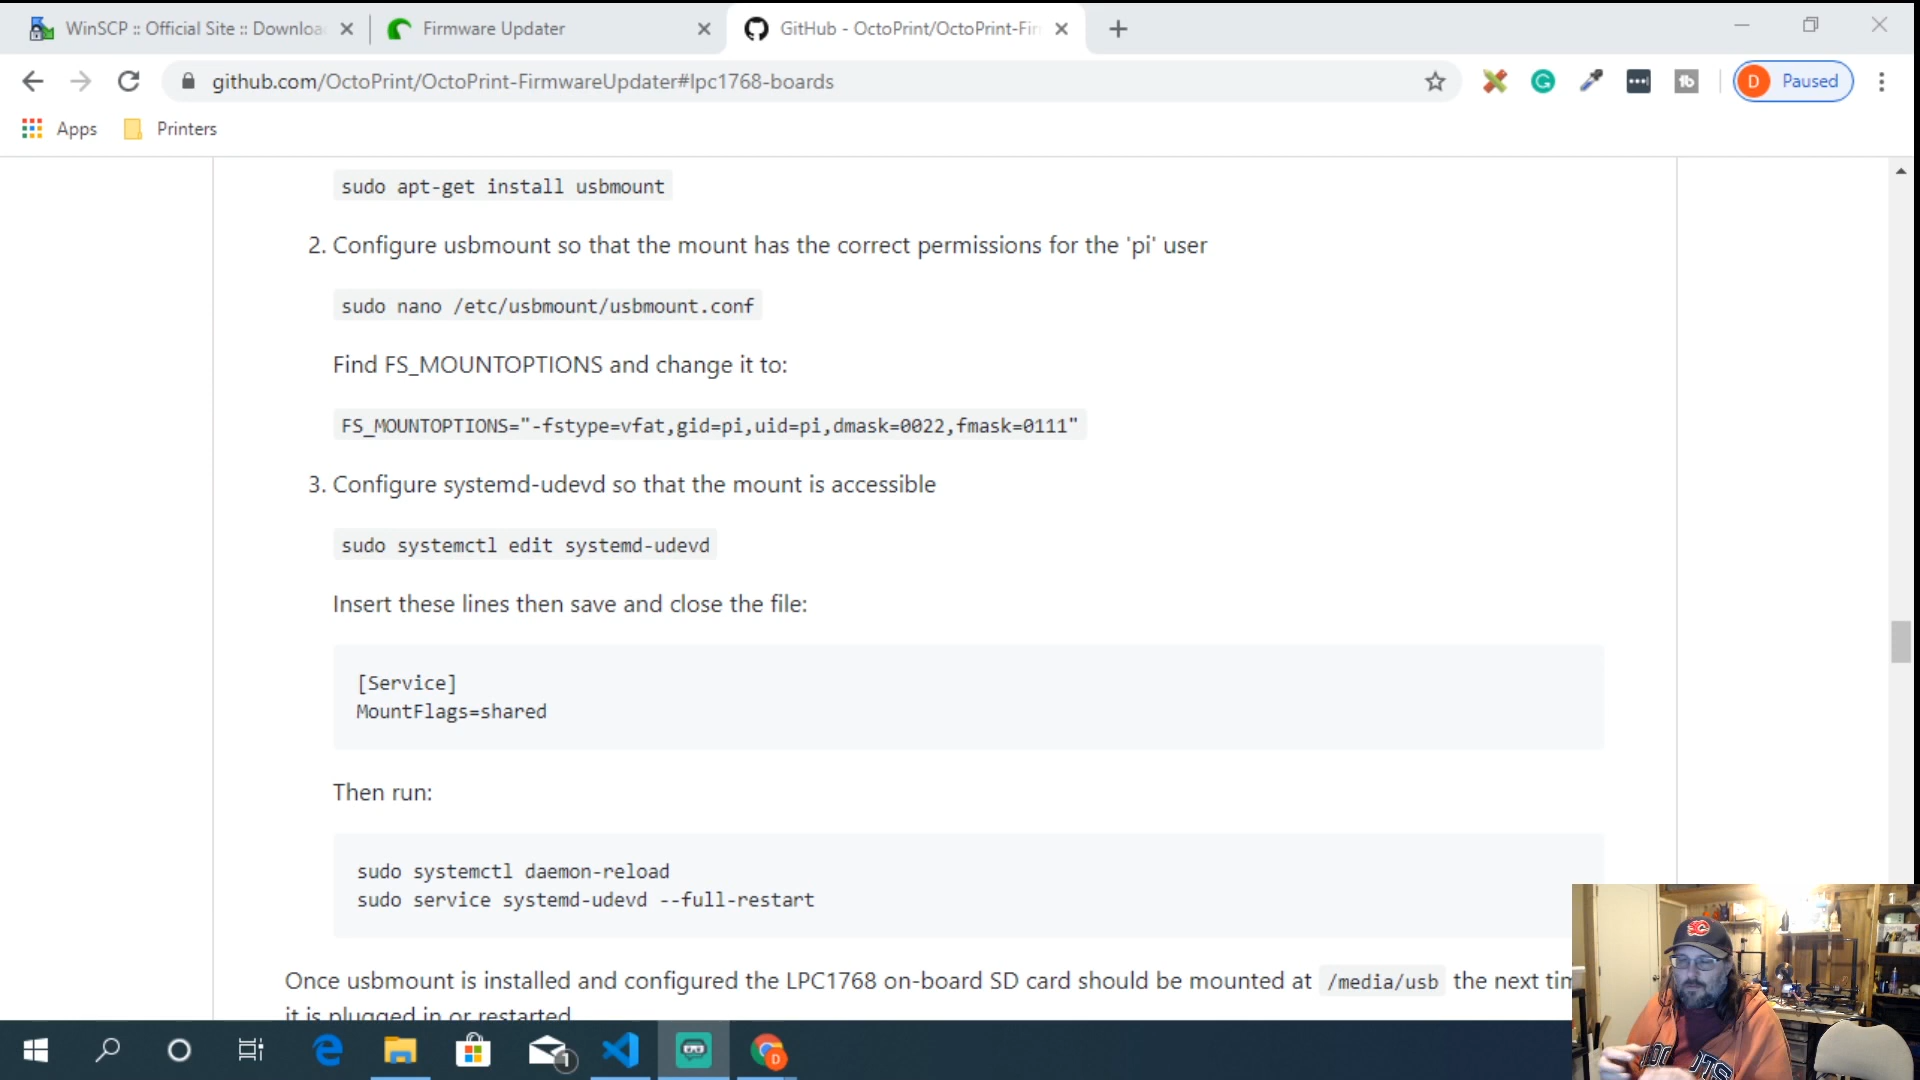 WinSCP :: Official Site :: Downloa
Firmware Updater
GitHub - OctoPrint/OctoPrint-Fir
github.com/OctoPrint/OctoPrint-FirmwareUpdater#lpc1768-boards
D Paused
Apps
Printers
sudo apt-get install usbmount
2. Configure usbmount so that the mount has the correct permissions for the 'pi' user
sudo nano /etc/usbmount/usbmount.conf
Find FS_MOUNTOPTIONS and change it to:
FS_MOUNTOPTIONS="-fstype=vfat,gid=pi,uid=pi,dmask=0022,fmask=0111"
3. Configure systemd-udevd so that the mount is accessible
sudo systemctl edit systemd-udevd
Insert these lines then save and close the file:
[Service]
MountFlags=shared
Then run:
sudo systemctl daemon-reload
sudo service systemd-udevd --full-restart
Once usbmount is installed and configured the LPC1768 on-board SD card should be mounted at /media/usb the next tim
it is plugged in or restarted
1
D